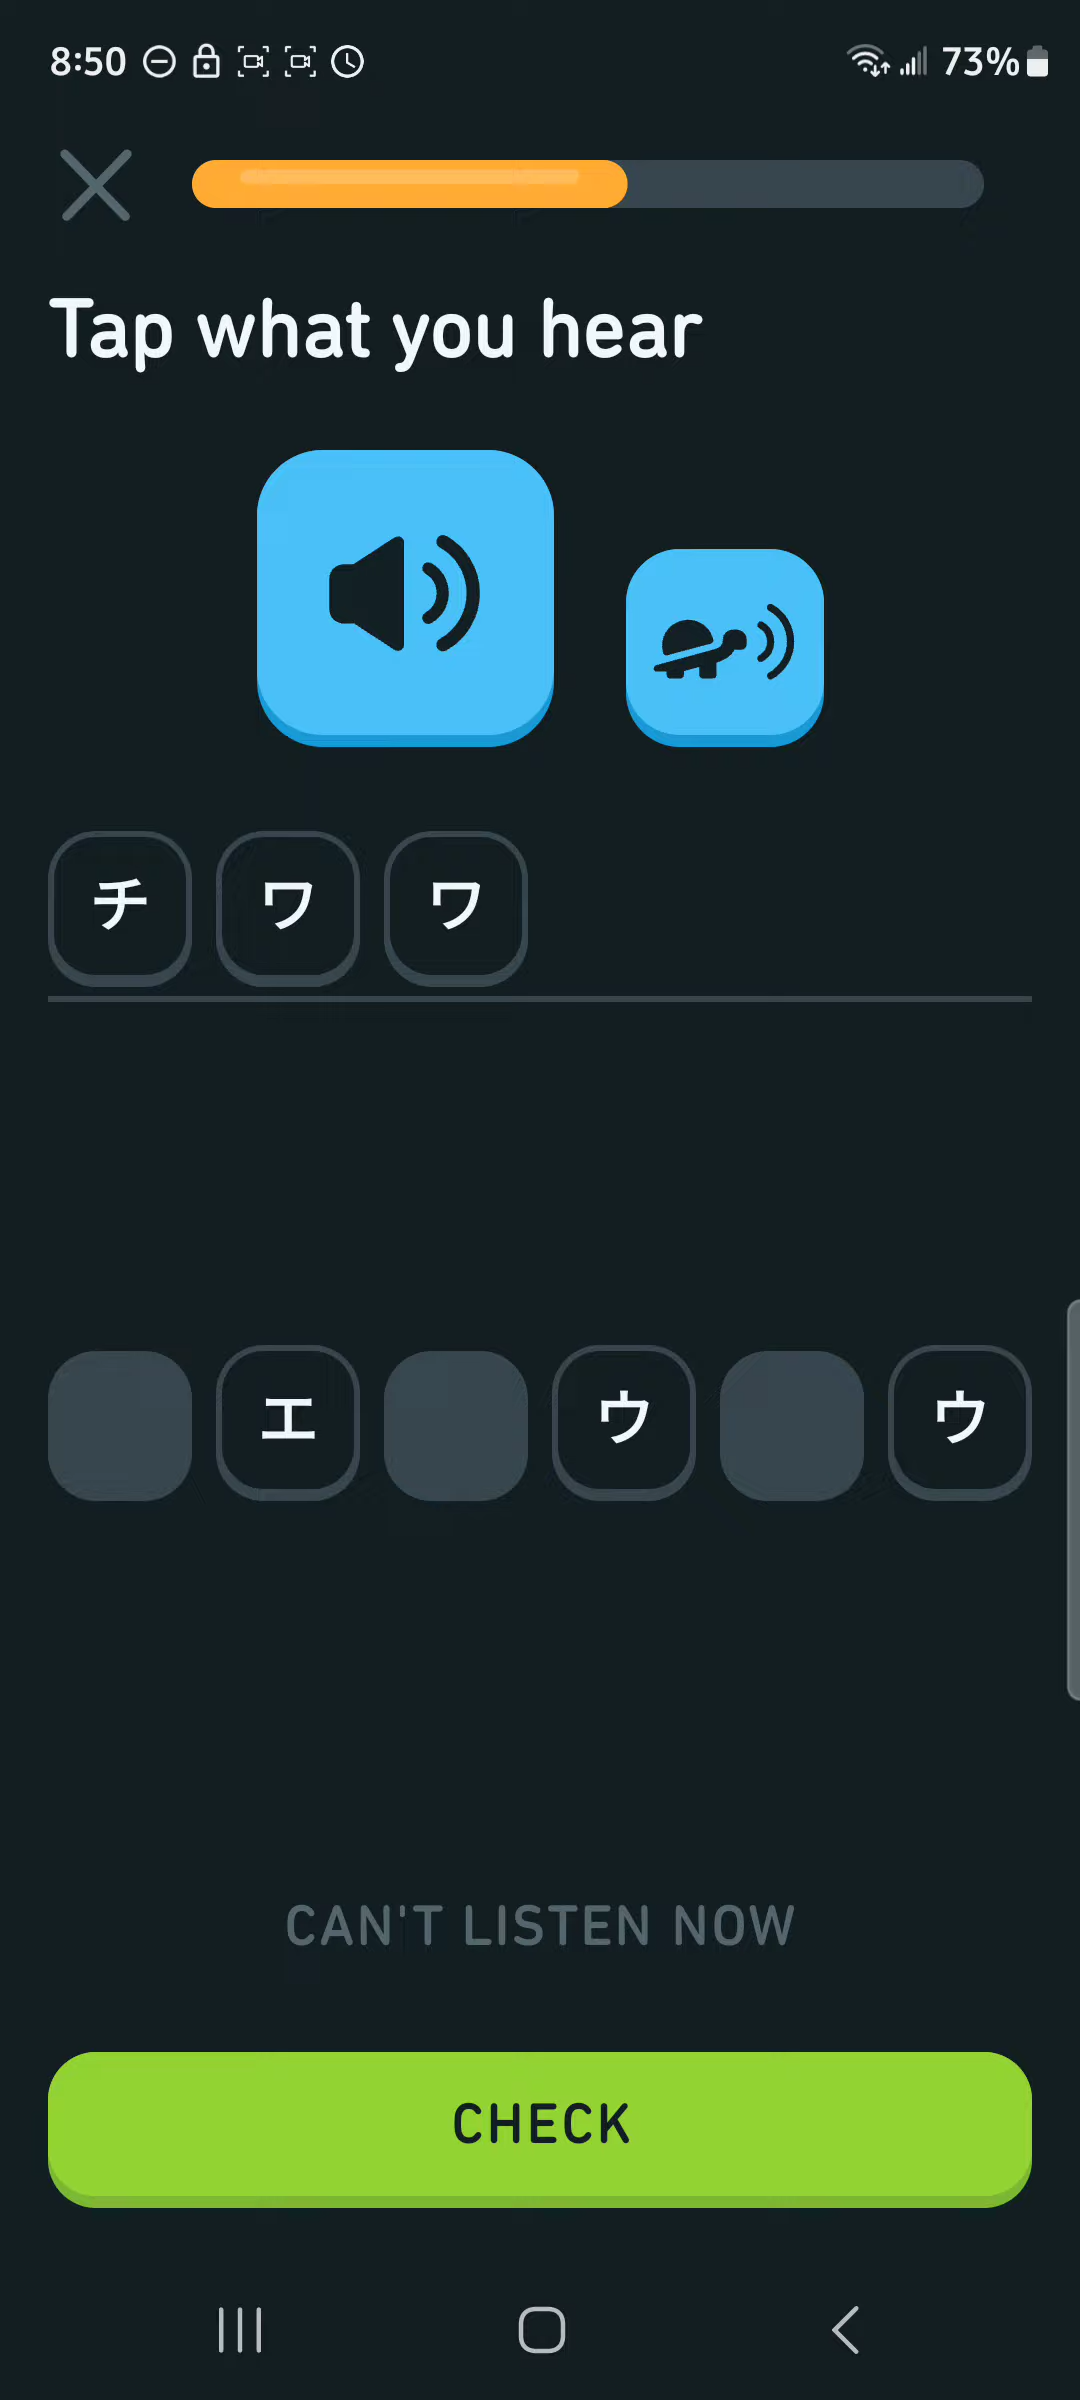 8:50 73%
Tap what you hear
チ ワ ワ
エ ウ ウ
CAN'T LISTEN NOW
CHECK